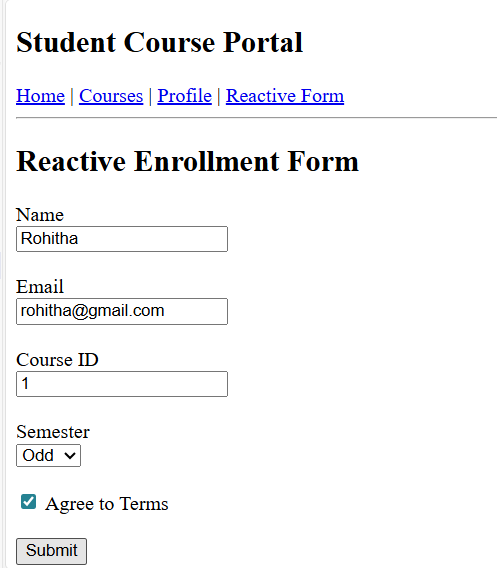 Student Course Portal
Home | Courses | Profile | Reactive Form
Reactive Enrollment Form
Name
Rohitha
Email
rohitha@gmail.com
Course ID
1
Semester
Odd
Agree to Terms
Submit